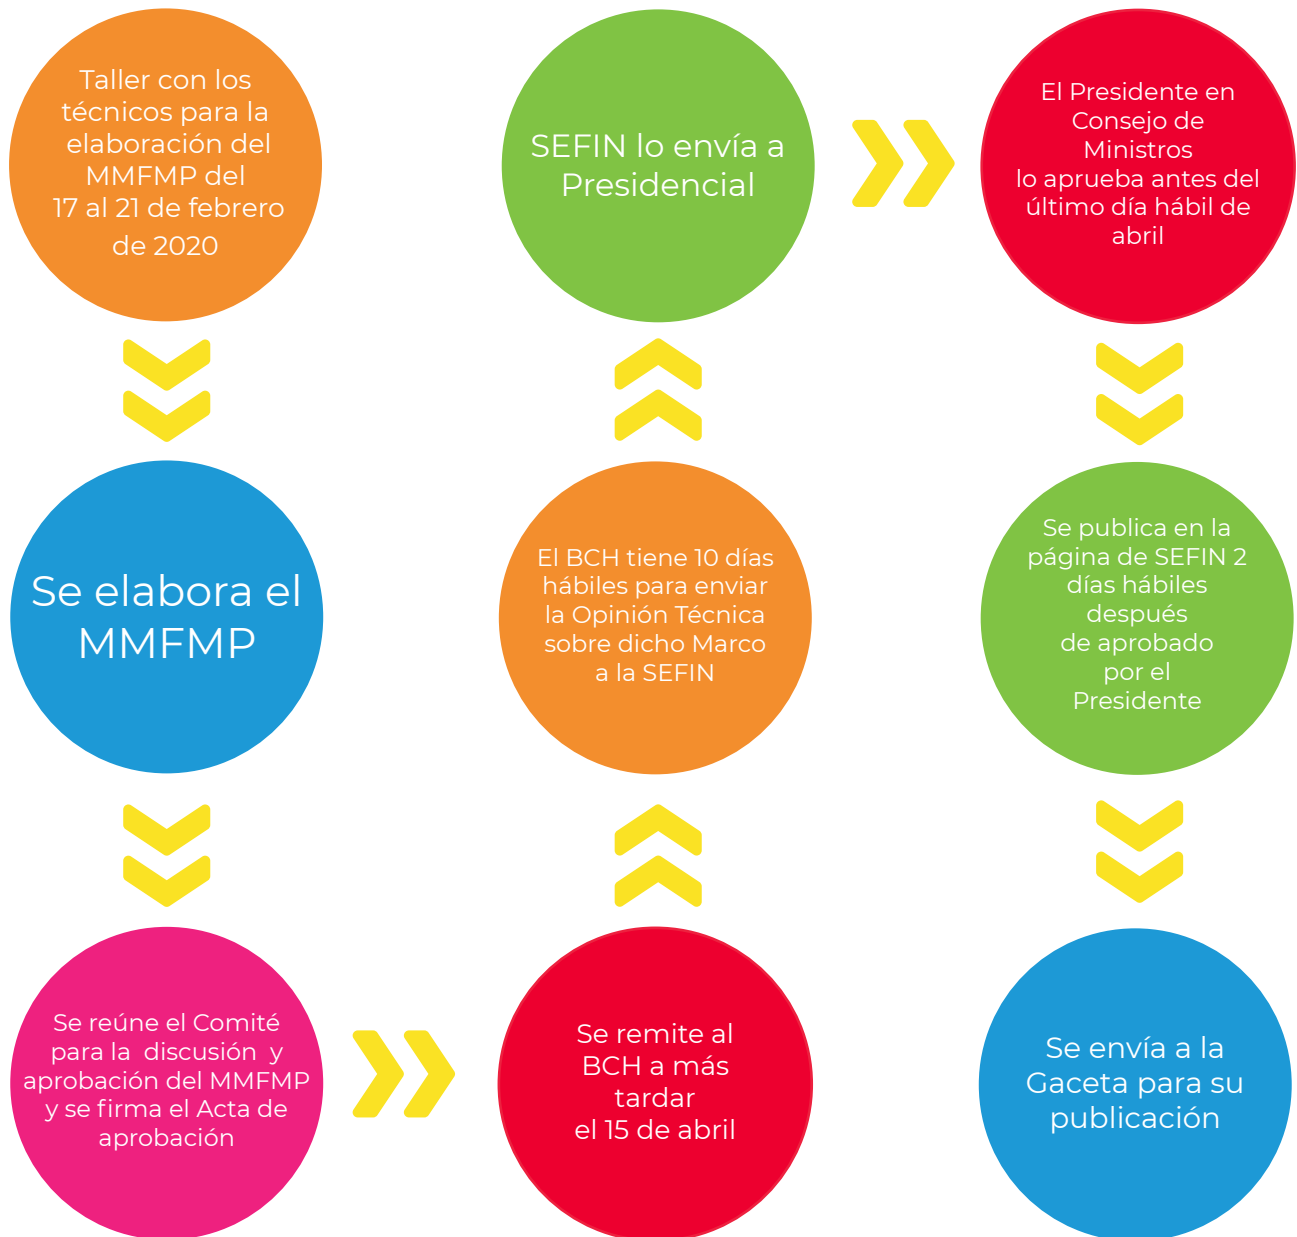 Taller con los
técnicos para la
elaboración del
MMFMP del
17 al 21 de febrero
de 2020
Se elabora el
MMFMP
Se reúne el Comité
para la discusión y
aprobación del MMFMP
y se firma el Acta de
aprobación
Se remite al
BCH a más
tardar
el 15 de abril
El BCH tiene 10 días
hábiles para enviar
la Opinión Técnica
sobre dicho Marco
a la SEFIN
SEFIN lo envía a
Presidencial
El Presidente en
Consejo de
Ministros
lo aprueba antes del
último día hábil de
abril
Se publica en la
página de SEFIN 2
días hábiles
después
de aprobado
por el
Presidente
Se envía a la
Gaceta para su
publicación